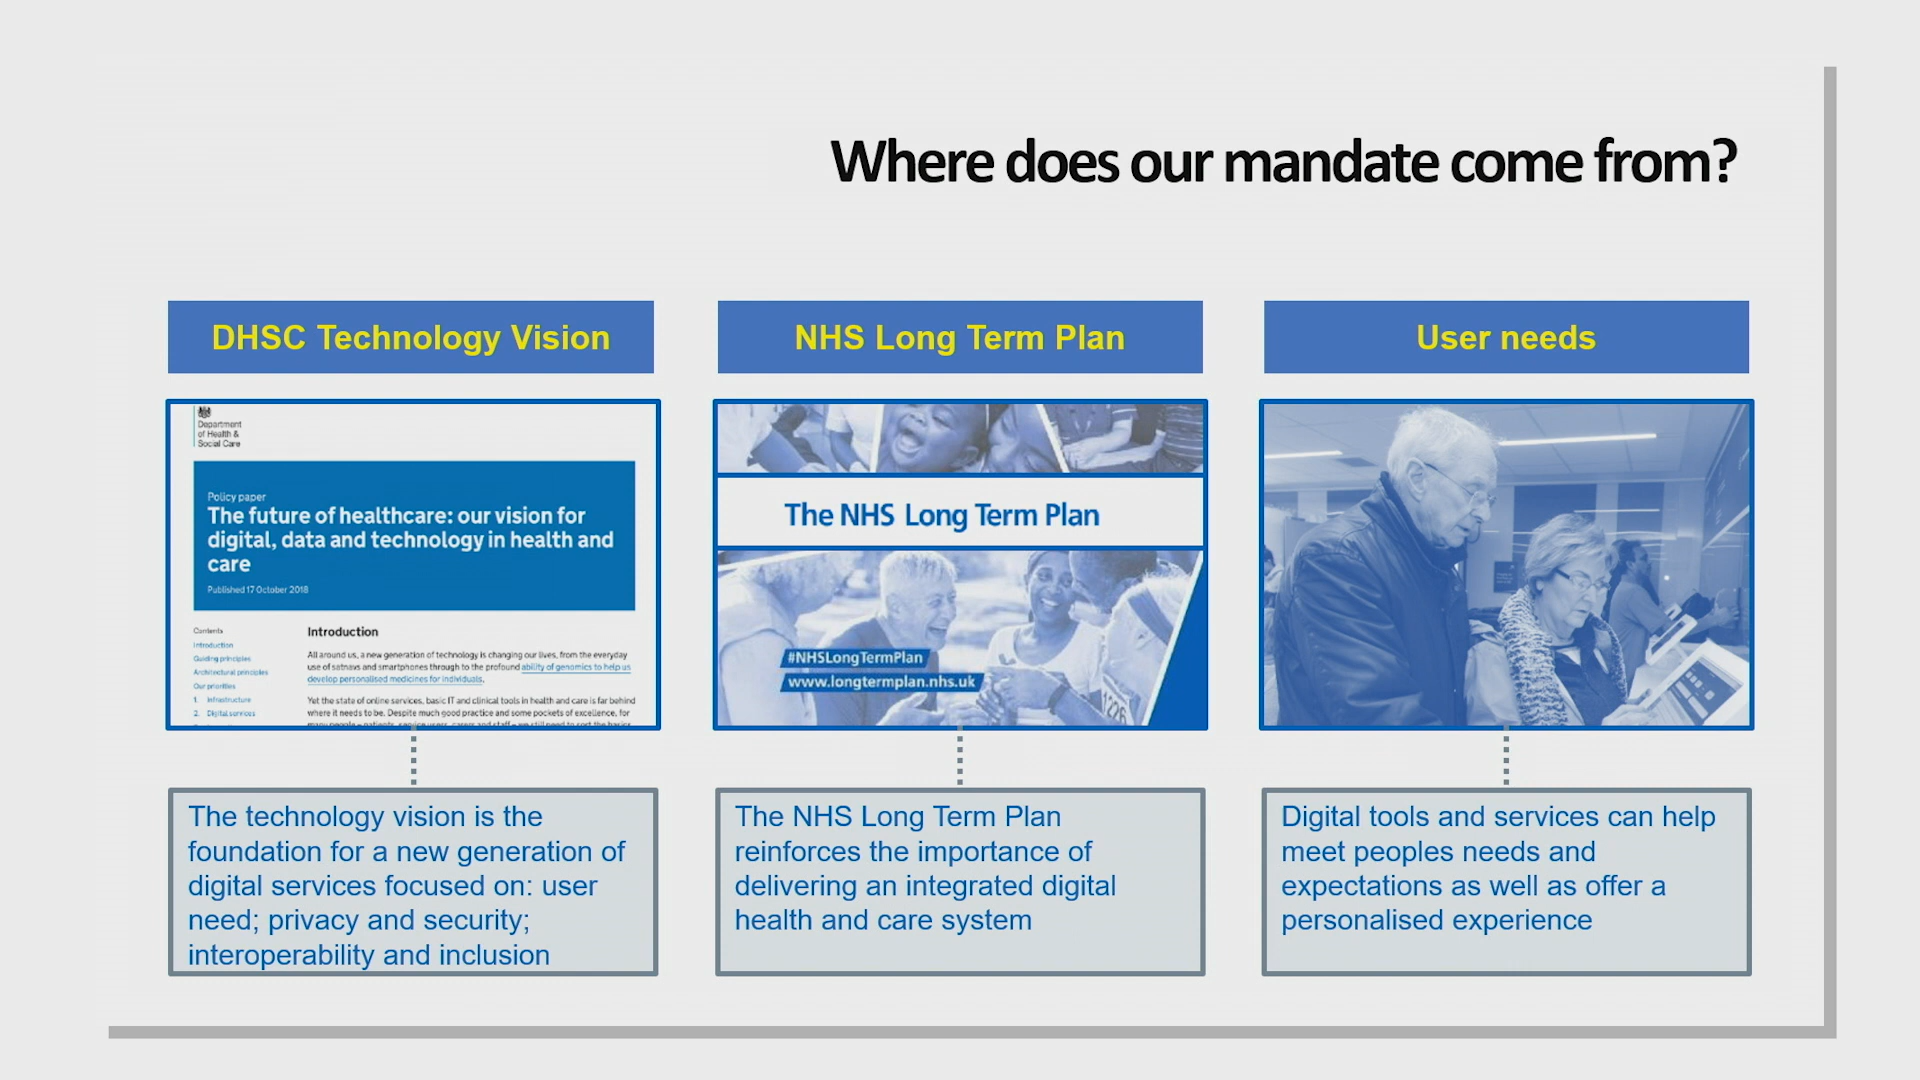 Where does our mandate come from?
DHSC Technology Vision
Department
of Health &
Social Care
Policy paper
The future of healthcare: our vision for
digital, data and technology in health and
care
Published 17 October 2018
Contents
Introduction
Guiding principles
Architectural principles
Our priorities
1. Infrastructure
2. Digital services
Introduction
All around us, a new generation of technology is changing our lives, from the everyday
use of satnavs and smartphones through to the profound ability of genomics to help us
develop personalised medicines for individuals.
Yet the state of online services, basic IT and clinical tools in health and care is far behind
where it needs to be. Despite much good practice and some pockets of excellence, for
The technology vision is the
foundation for a new generation of
digital services focused on: user
need; privacy and security;
interoperability and inclusion
NHS Long Term Plan
The NHS Long Term Plan
#NHSLongTermPlan
www.longtermplan.nhs.uk
1226
The NHS Long Term Plan
reinforces the importance of
delivering an integrated digital
health and care system
User needs
Digital tools and services can help
meet peoples needs and
expectations as well as offer a
personalised experience